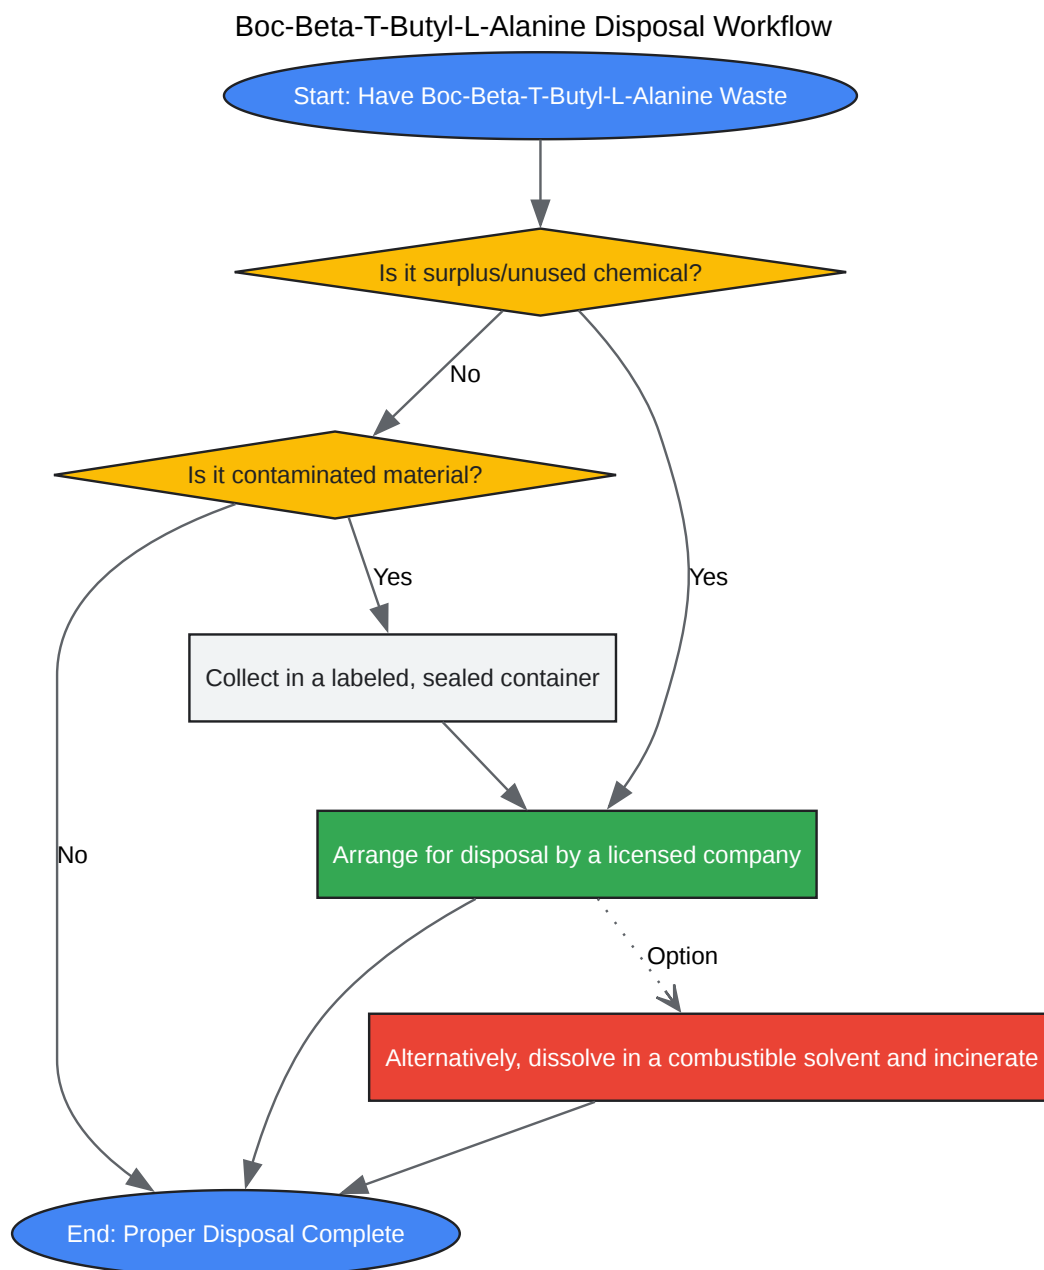 Boc-Beta-T-Butyl-L-Alanine Disposal Workflow
Start: Have Boc-Beta-T-Butyl-L-Alanine Waste
Is it surplus/unused chemical?
No
Is it contaminated material?
Yes
Yes
Collect in a labeled, sealed container
No
Arrange for disposal by a licensed company
Option
Alternatively, dissolve in a combustible solvent and incinerate
End: Proper Disposal Complete